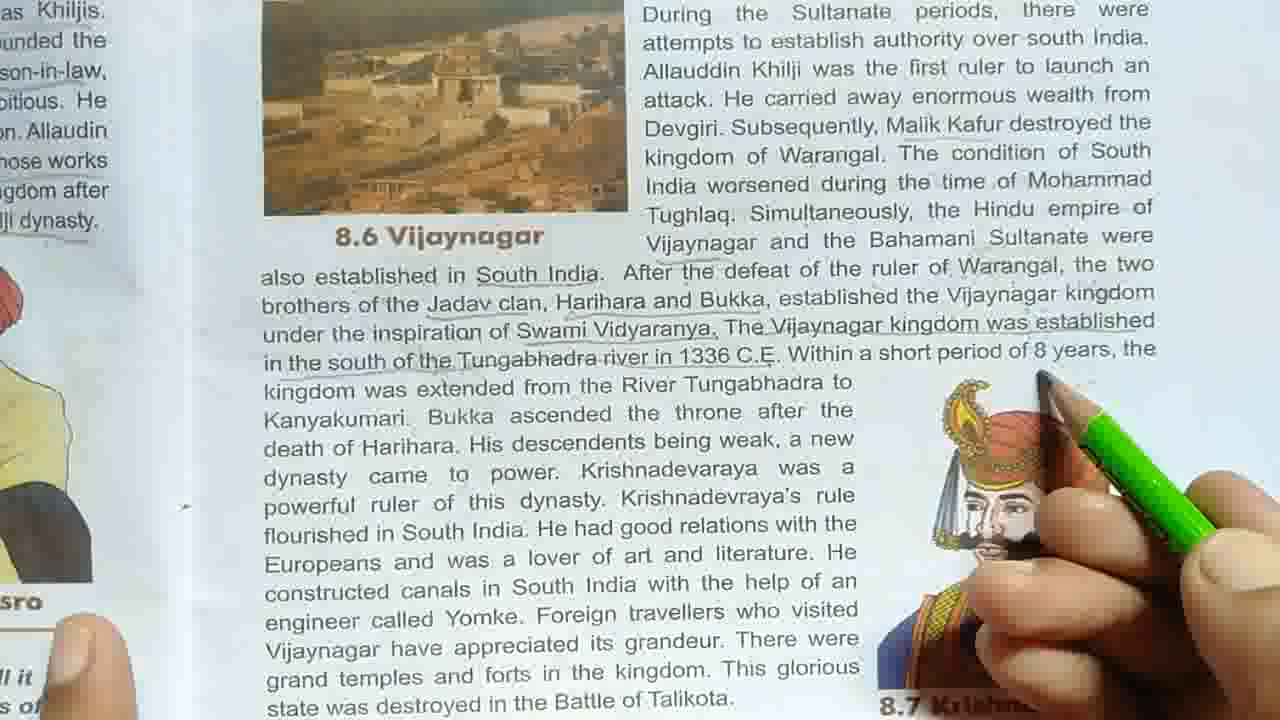 as Khiljis.
ounded the
son-in-law,
bitious. He
on. Allaudin
hose works
ngdom after
lji dynasty.
sro
ll it
s of
8.6 Vijaynagar
During the Sultanate periods, there were
attempts to establish authority over south India.
Allauddin Khilji was the first ruler to launch an
attack. He carried away enormous wealth from
Devgiri. Subsequently, Malik Kafur destroyed the
kingdom of Warangal. The condition of South
India worsened during the time of Mohammad
Tughlaq. Simultaneously, the Hindu empire of
Vijaynagar and the Bahamani Sultanate were
also established in South India. After the defeat of the ruler of Warangal, the two
brothers of the Jadav clan, Harihara and Bukka, established the Vijaynagar kingdom
under the inspiration of Swami Vidyaranya. The Vijaynagar kingdom was established
in the south of the Tungabhadra river in 1336 C.E. Within a short period of 8 years, the
kingdom was extended from the River Tungabhadra to
Kanyakumari. Bukka ascended the throne after the
death of Harihara. His descendents being weak, a new
dynasty came to power. Krishnadevaraya was a
powerful ruler of this dynasty. Krishnadevraya's rule
flourished in South India. He had good relations with the
Europeans and was a lover of art and literature. He
constructed canals in South India with the help of an
engineer called Yomke. Foreign travellers who visited
Vijaynagar have appreciated its grandeur. There were
grand temples and forts in the kingdom. This glorious
state was destroyed in the Battle of Talikota.
8.7 Krishn